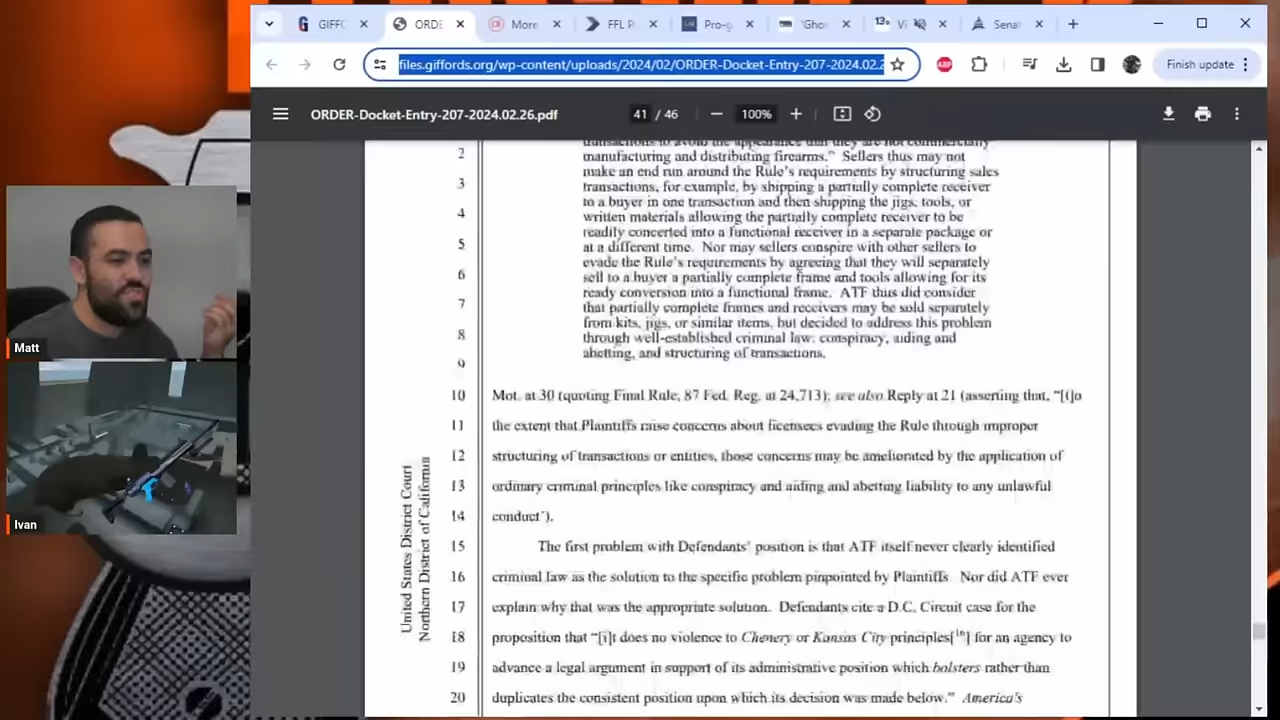 GIFFO
ORDE
More
FFL P
Pro-g
'Gho
13°
Vi
Sena
files.giffords.org/wp-content/uploads/2024/02/ORDER-Docket-Entry-207-2024.02.2
ABP
Finish update
ORDER-Docket-Entry-207-2024.02.26.pdf
41 / 46
100%
transactions to avoid the appearance that they are not commercially
2 manufacturing and distributing firearms." Sellers thus may not
make an end run around the Rule's requirements by structuring sales
3 transactions, for example, by shipping a partially complete receiver
to a buyer in one transaction and then shipping the jigs, tools, or
4 written materials allowing the partially complete receiver to be
readily concerted into a functional receiver in a separate package or
5 at a different time. Nor may sellers conspire with other sellers to
evade the Rule's requirements by agreeing that they will separately
6 sell to a buyer a partially complete frame and tools allowing for its
ready conversion into a functional frame. ATF thus did consider
7 that partially complete frames and receivers may be sold separately
from kits, jigs, or similar items, but decided to address this problem
8 through well-established criminal law: conspiracy, aiding and
abetting, and structuring of transactions.
9
10 Mot. at 30 (quoting Final Rule, 87 Fed. Reg. at 24,713); see also Reply at 21 (asserting that, "[t]o
11 the extent that Plaintiffs raise concerns about licensees evading the Rule through improper
12 structuring of transactions or entities, those concerns may be ameliorated by the application of
13 ordinary criminal principles like conspiracy and aiding and abetting liability to any unlawful
14 conduct").
15 The first problem with Defendants' position is that ATF itself never clearly identified
16 criminal law as the solution to the specific problem pinpointed by Plaintiffs. Nor did ATF ever
17 explain why that was the appropriate solution. Defendants cite a D.C. Circuit case for the
18 proposition that "[i]t does no violence to Chenery or Kansas City principles[16] for an agency to
19 advance a legal argument in support of its administrative position which bolsters rather than
20 duplicates the consistent position upon which its decision was made below." America's
United States District Court
Northern District of California
Matt
Ivan